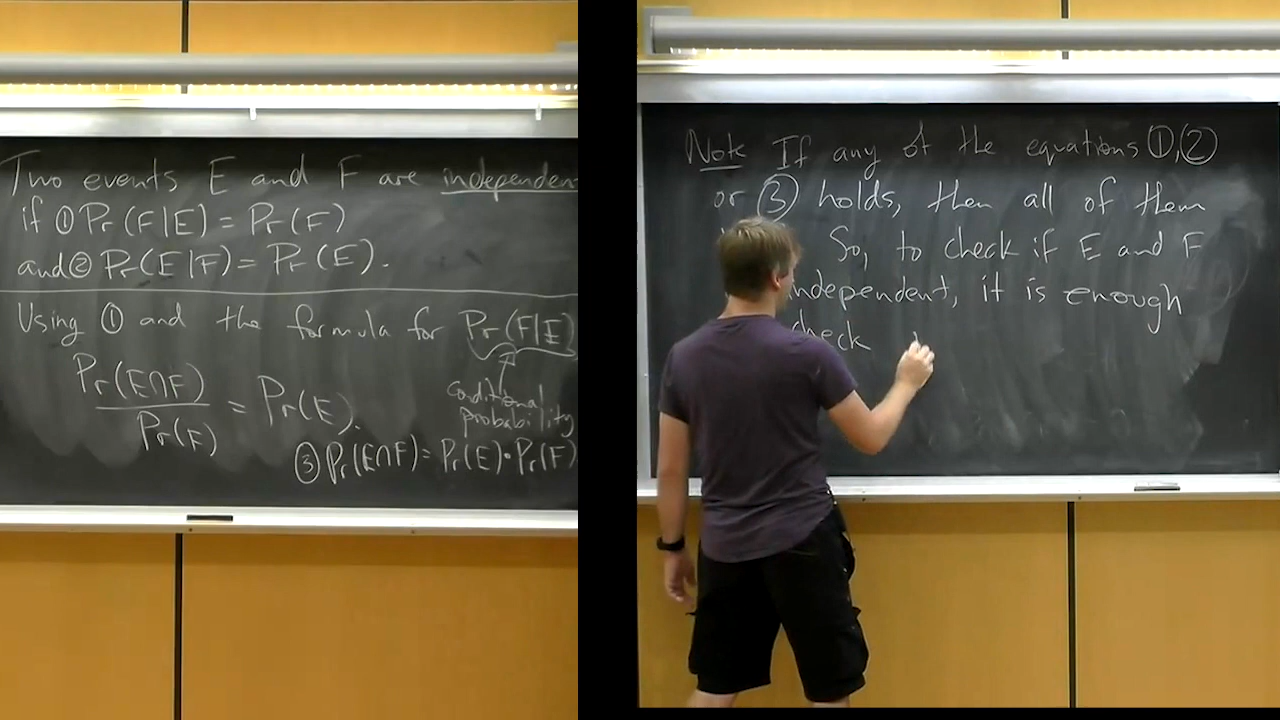 Two events E and F are independen
if ① Pr(F|E) = Pr(F)
and ② Pr(E|F) = Pr(E).
Using ① and the formula for Pr(F|E)
Pr(E∩F)/Pr(F) = Pr(E).
conditional
probability
③ Pr(E∩F) = Pr(E)·Pr(F)
Note If any of the equations ①,②
or ③ holds, then all of them
So, to check if E and F
independent, it is enough
check